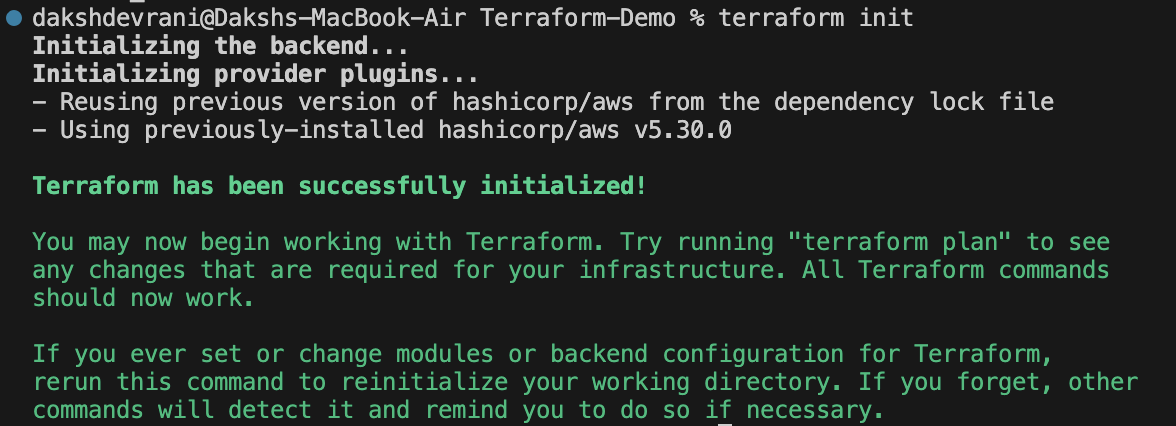 dakshdevrani@Dakshs-MacBook-Air Terraform-Demo % terraform init
Initializing the backend...
Initializing provider plugins...
- Reusing previous version of hashicorp/aws from the dependency lock file
- Using previously-installed hashicorp/aws v5.30.0
Terraform has been successfully initialized!
You may now begin working with Terraform. Try running "terraform plan" to see
any changes that are required for your infrastructure. All Terraform commands
should now work.
If you ever set or change modules or backend configuration for Terraform,
rerun this command to reinitialize your working directory. If you forget, other
commands will detect it and remind you to do so if necessary.